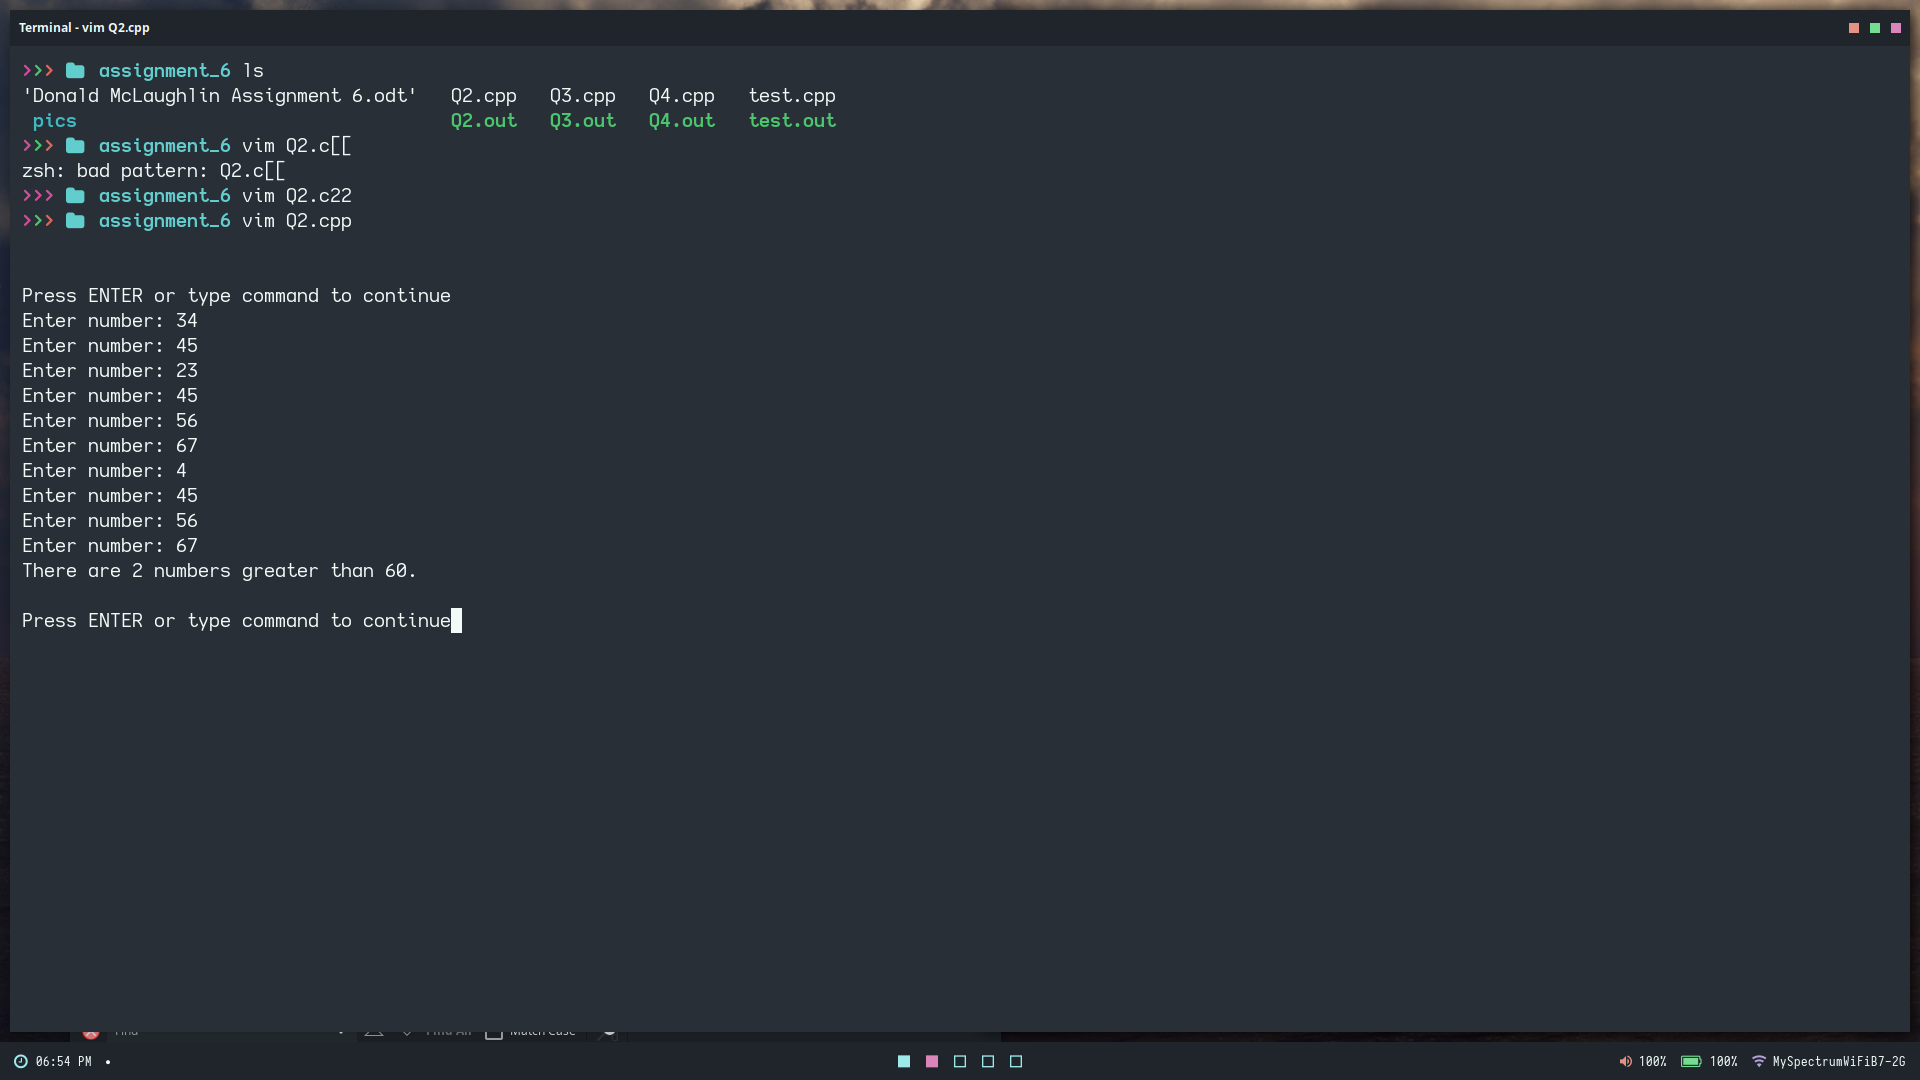 Terminal - vim Q2.cpp
>>> assignment_6 ls
'Donald McLaughlin Assignment 6.odt' Q2.cpp Q3.cpp Q4.cpp test.cpp
pics Q2.out Q3.out Q4.out test.out
>>> assignment_6 vim Q2.c[[
zsh: bad pattern: Q2.c[[
>>> assignment_6 vim Q2.c22
>>> assignment_6 vim Q2.cpp
Press ENTER or type command to continue
Enter number: 34
Enter number: 45
Enter number: 23
Enter number: 45
Enter number: 56
Enter number: 67
Enter number: 4
Enter number: 45
Enter number: 56
Enter number: 67
There are 2 numbers greater than 60.
Press ENTER or type command to continue
Find Find All Match Case
06:54 PM • 100% 100% MySpectrumWiFiB7-2G